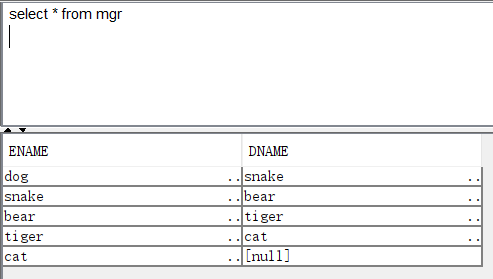 select * from mgr
ENAME DNAME
dog .. snake ..
snake .. bear ..
bear .. tiger ..
tiger .. cat ..
cat .. [null]